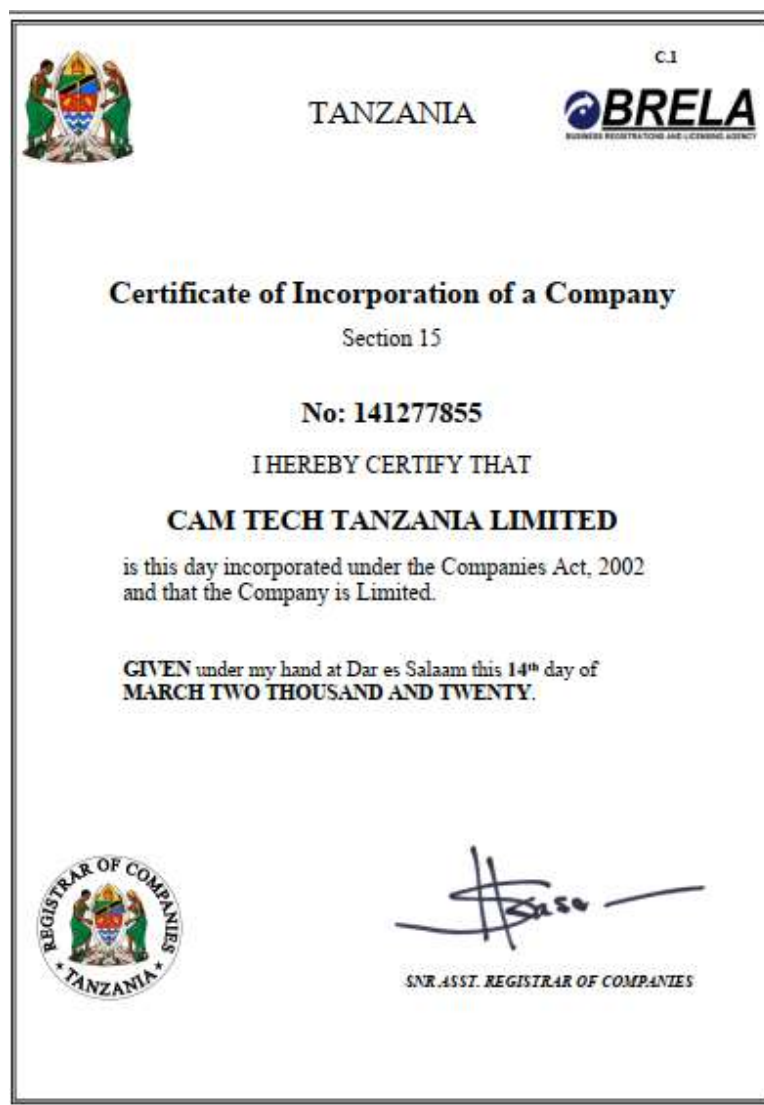 C.1
TANZANIA
BRELA
BUSINESS REGISTRATIONS AND LICENSING AGENCY
Certificate of Incorporation of a Company
Section 15
No: 141277855
I HEREBY CERTIFY THAT
CAM TECH TANZANIA LIMITED
is this day incorporated under the Companies Act, 2002
and that the Company is Limited.
GIVEN under my hand at Dar es Salaam this 14th day of
MARCH TWO THOUSAND AND TWENTY.
REGISTRAR OF COMPANIES
* TANZANIA *
SNR ASST. REGISTRAR OF COMPANIES